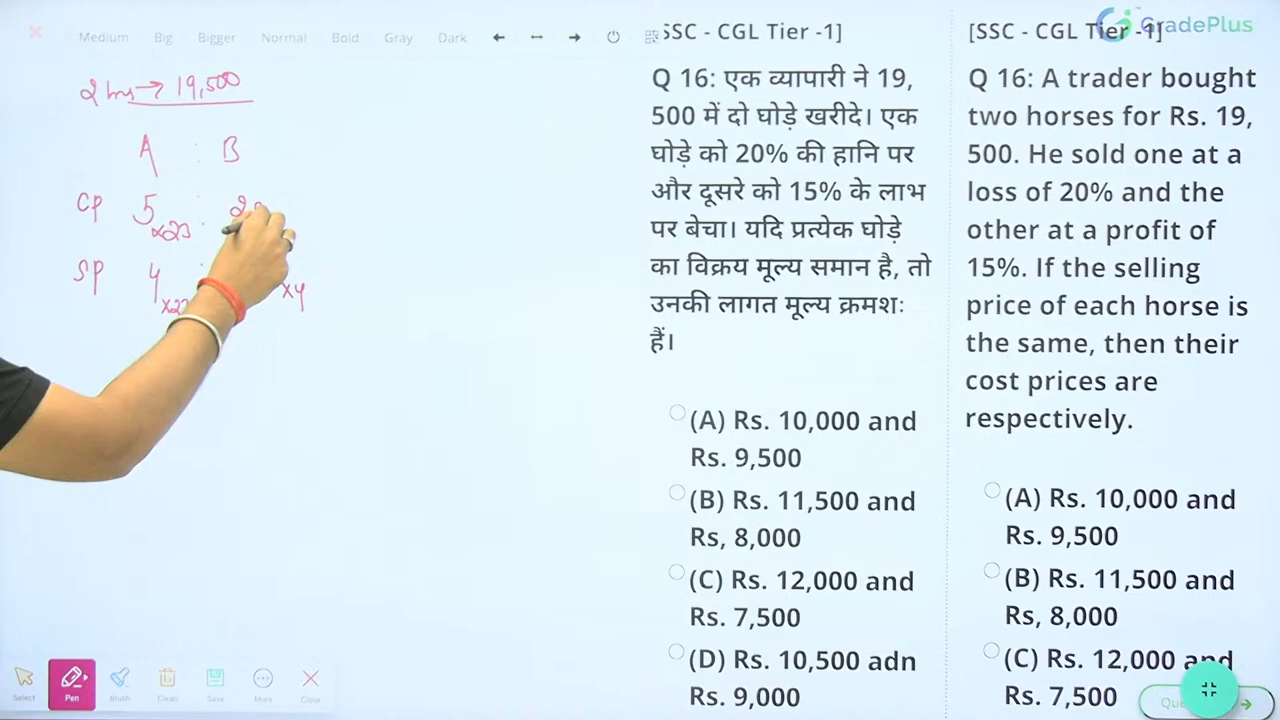 Medium Big Bigger Normal Bold Gray Dark
GradePlus
2 hrs → 19,500
A : B
CP 5 :
×23
SP 4 :
×4
SSC - CGL Tier -1]
Q 16: एक व्यापारी ने 19,
500 में दो घोड़े खरीदे। एक
घोड़े को 20% की हानि पर
और दूसरे को 15% के लाभ
पर बेचा। यदि प्रत्येक घोड़े
का विक्रय मूल्य समान है, तो
उनकी लागत मूल्य क्रमशः
हैं।
(A) Rs. 10,000 and
Rs. 9,500
(B) Rs. 11,500 and
Rs, 8,000
(C) Rs. 12,000 and
Rs. 7,500
(D) Rs. 10,500 adn
Rs. 9,000
[SSC - CGL Tier -1]
Q 16: A trader bought
two horses for Rs. 19,
500. He sold one at a
loss of 20% and the
other at a profit of
15%. If the selling
price of each horse is
the same, then their
cost prices are
respectively.
(A) Rs. 10,000 and
Rs. 9,500
(B) Rs. 11,500 and
Rs, 8,000
(C) Rs. 12,000 and
Rs. 7,500
Select Pen Brush Clean Save More Close